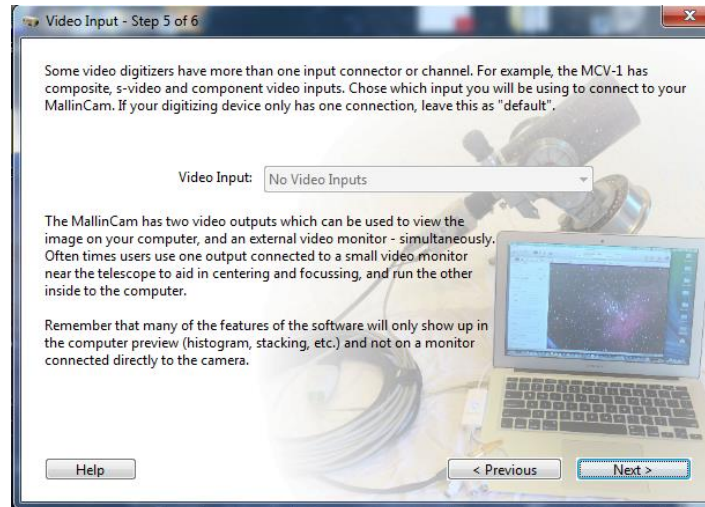 Video Input - Step 5 of 6
x
Some video digitizers have more than one input connector or channel. For example, the MCV-1 has
composite, s-video and component video inputs. Chose which input you will be using to connect to your
MallinCam. If your digitizing device only has one connection, leave this as "default".
Video Input: No Video Inputs
The MallinCam has two video outputs which can be used to view the
image on your computer, and an external video monitor - simultaneously.
Often times users use one output connected to a small video monitor
near the telescope to aid in centering and focussing, and run the other
inside to the computer.
Remember that many of the features of the software will only show up in
the computer preview (histogram, stacking, etc.) and not on a monitor
connected directly to the camera.
Help < Previous Next >